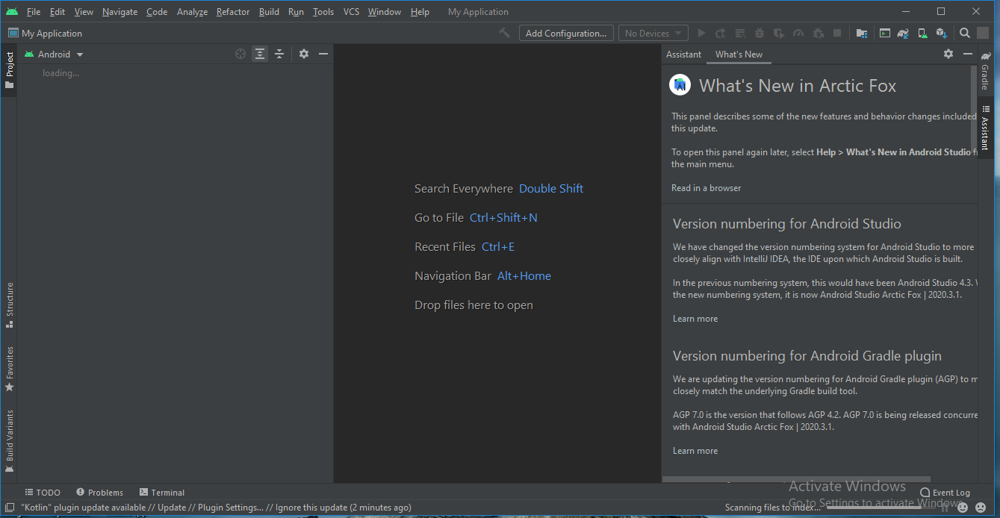 File Edit View Navigate Code Analyze Refactor Build Run Tools VCS Window Help My Application
My Application Add Configuration... No Devices
Project
Android
loading...
Structure
Favorites
Build Variants
Search Everywhere Double Shift
Go to File Ctrl+Shift+N
Recent Files Ctrl+E
Navigation Bar Alt+Home
Drop files here to open
Assistant What's New
What's New in Arctic Fox
This panel describes some of the new features and behavior changes included
this update.
To open this panel again later, select Help > What's New in Android Studio
the main menu.
Read in a browser
Version numbering for Android Studio
We have changed the version numbering system for Android Studio to more
closely align with IntelliJ IDEA, the IDE upon which Android Studio is built.
In the previous numbering system, this would have been Android Studio 4.3.
the new numbering system, it is now Android Studio Arctic Fox | 2020.3.1.
Learn more
Version numbering for Android Gradle plugin
We are updating the version numbering for Android Gradle plugin (AGP) to m
closely match the underlying Gradle build tool.
AGP 7.0 is the version that follows AGP 4.2. AGP 7.0 is being released concurre
with Android Studio Arctic Fox | 2020.3.1.
Learn more
Gradle
Assistant
Activate Windows
Go to Settings to activate Windows.
TODO Problems Terminal Event Log
"Kotlin" plugin update available // Update // Plugin Settings... // Ignore this update (2 minutes ago) Scanning files to index...